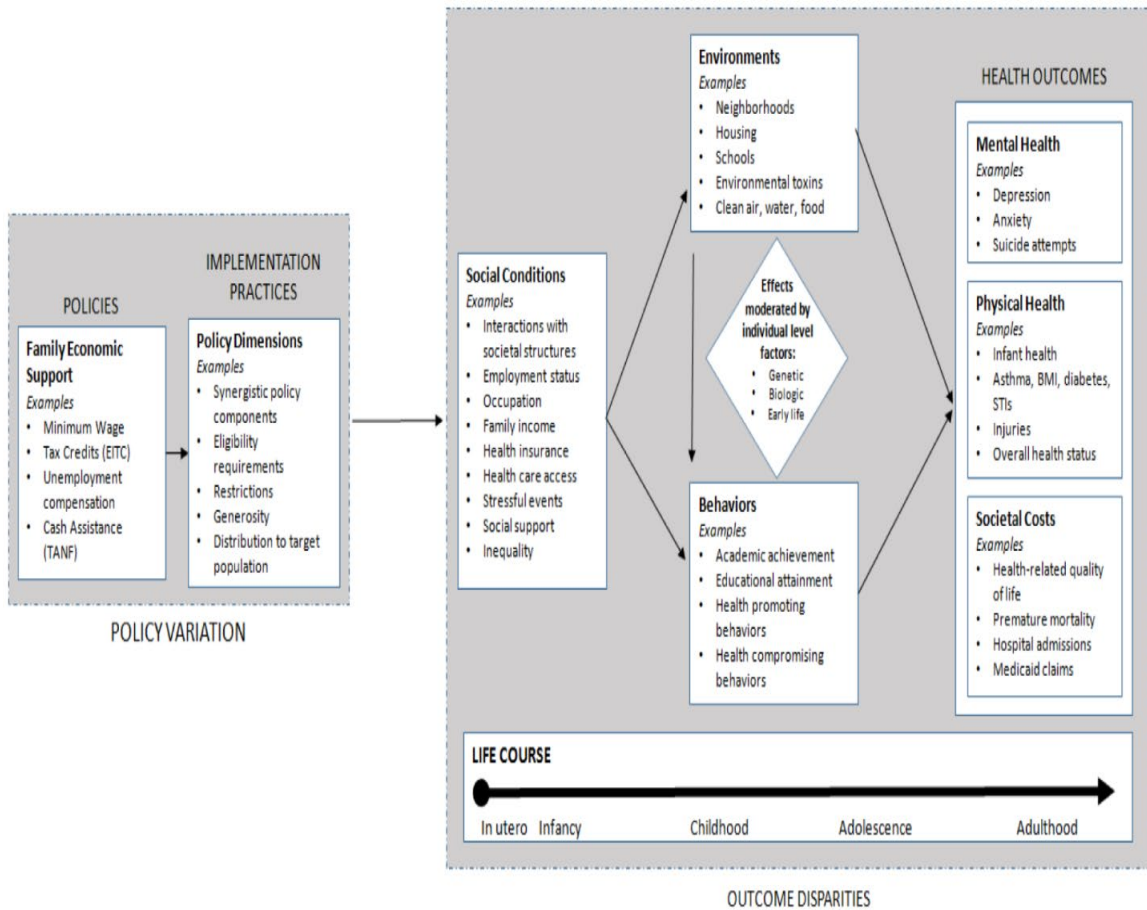 POLICIES
Family Economic
Support
Examples
• Minimum Wage
• Tax Credits (EITC)
• Unemployment
compensation
• Cash Assistance
(TANF)
IMPLEMENTATION
PRACTICES
Policy Dimensions
Examples
• Synergistic policy
components
• Eligibility
requirements
• Restrictions
• Generosity
• Distribution to target
population
POLICY VARIATION
Social Conditions
Examples
• Interactions with
societal structures
• Employment status
• Occupation
• Family income
• Health insurance
• Health care access
• Stressful events
• Social support
• Inequality
Environments
Examples
• Neighborhoods
• Housing
• Schools
• Environmental toxins
• Clean air, water, food
Effects
moderated by
individual level
factors:
• Genetic
• Biologic
• Early life
Behaviors
Examples
• Academic achievement
• Educational attainment
• Health promoting
behaviors
• Health compromising
behaviors
HEALTH OUTCOMES
Mental Health
Examples
• Depression
• Anxiety
• Suicide attempts
Physical Health
Examples
• Infant health
• Asthma, BMI, diabetes,
STIs
• Injuries
• Overall health status
Societal Costs
Examples
• Health-related quality
of life
• Premature mortality
• Hospital admissions
• Medicaid claims
LIFE COURSE
In utero Infancy Childhood Adolescence Adulthood
OUTCOME DISPARITIES